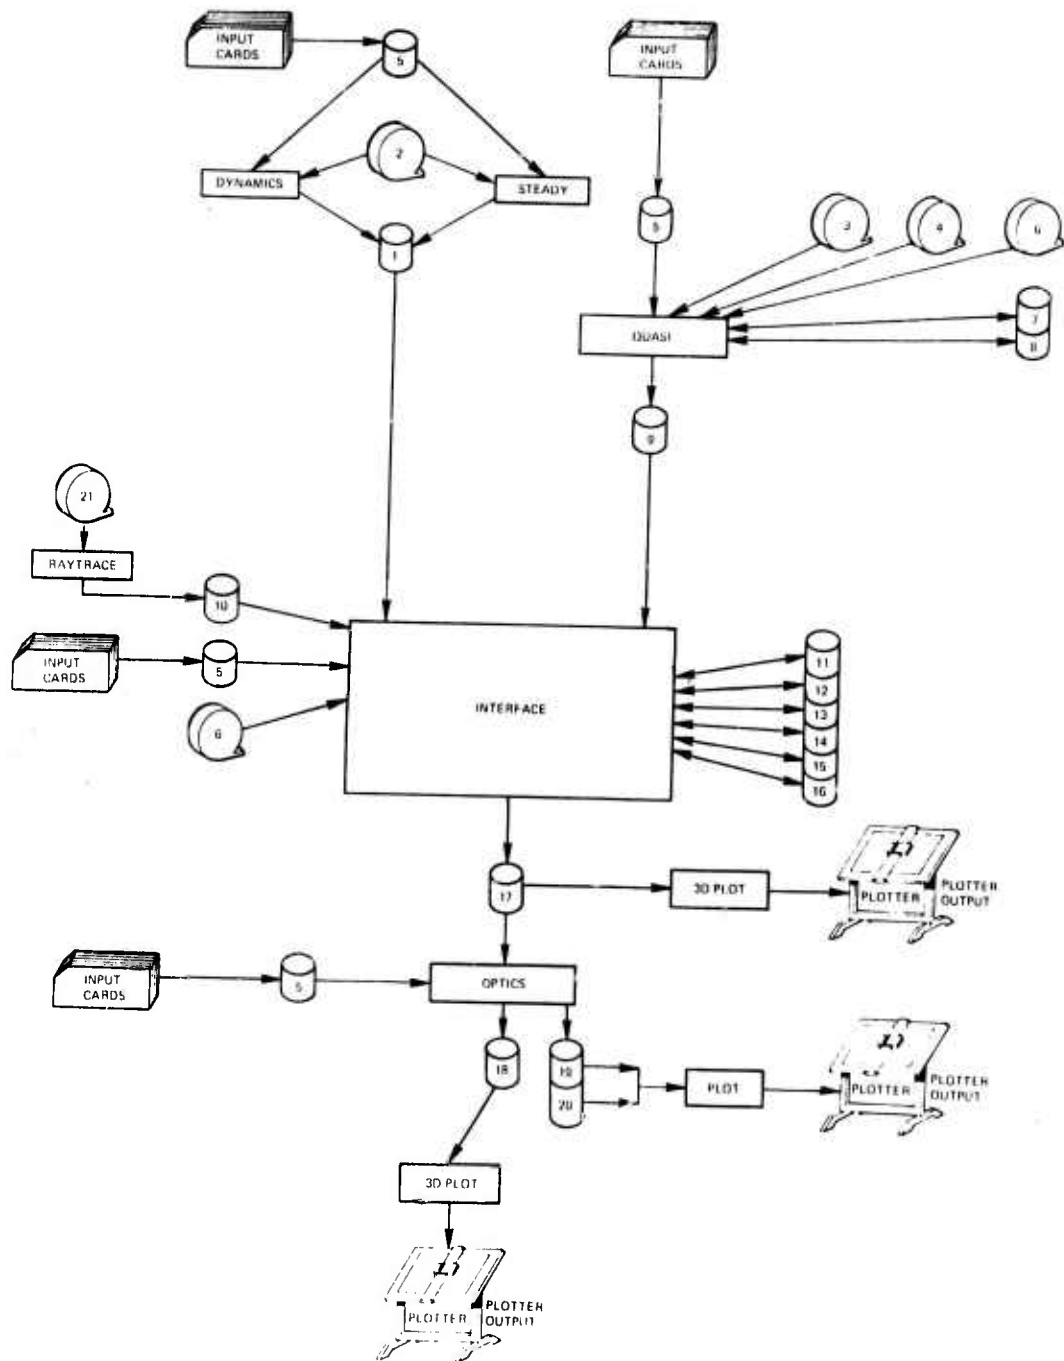 INPUT
CARDS
5
INPUT
CARDS
2
DYNAMICS
STEADY
1
5
3
4
6
QUASI
7
8
9
21
RAYTRACE
10
INPUT
CARDS
5
6
INTERFACE
11
12
13
14
15
16
17
3D PLOT
PLOTTER
PLOTTER
OUTPUT
INPUT
CARDS
5
OPTICS
18
19
20
PLOT
PLOTTER
PLOTTER
OUTPUT
3D PLOT
PLOTTER
PLOTTER
OUTPUT